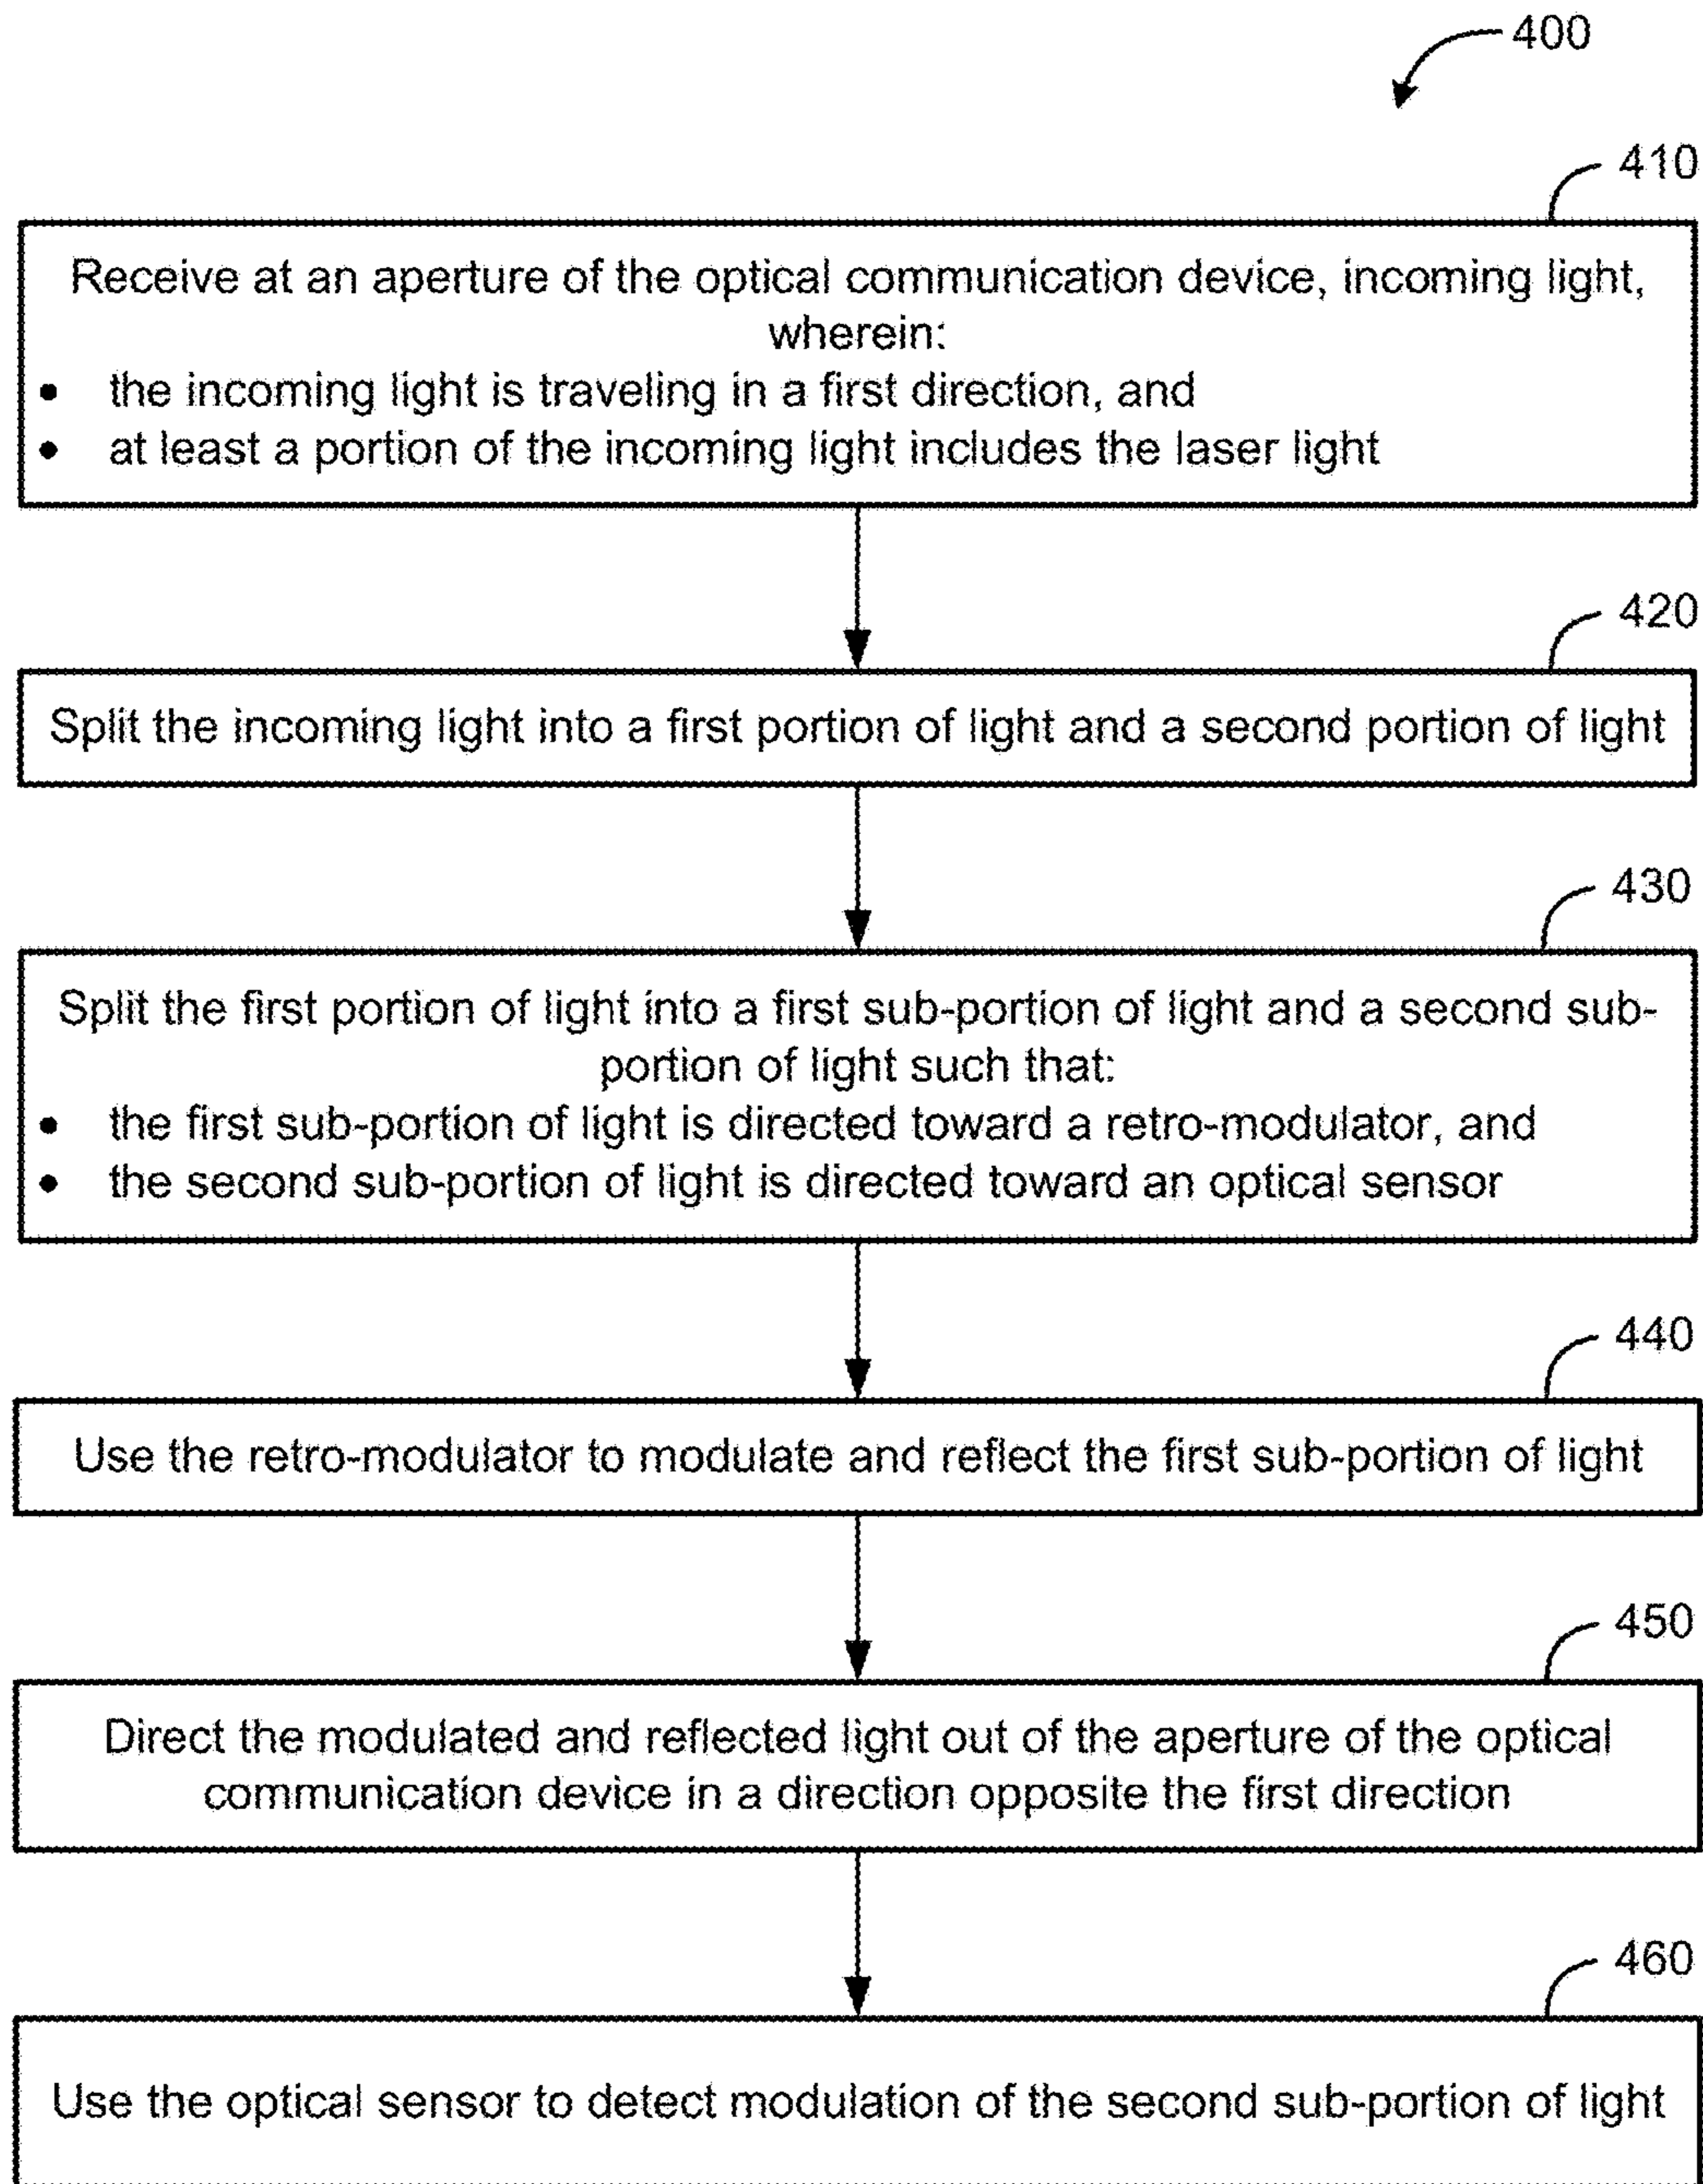 400
410
Receive at an aperture of the optical communication device, incoming light,
wherein:
• the incoming light is traveling in a first direction, and
• at least a portion of the incoming light includes the laser light
420
Split the incoming light into a first portion of light and a second portion of light
430
Split the first portion of light into a first sub-portion of light and a second sub-
portion of light such that:
• the first sub-portion of light is directed toward a retro-modulator, and
• the second sub-portion of light is directed toward an optical sensor
440
Use the retro-modulator to modulate and reflect the first sub-portion of light
450
Direct the modulated and reflected light out of the aperture of the optical
communication device in a direction opposite the first direction
460
Use the optical sensor to detect modulation of the second sub-portion of light